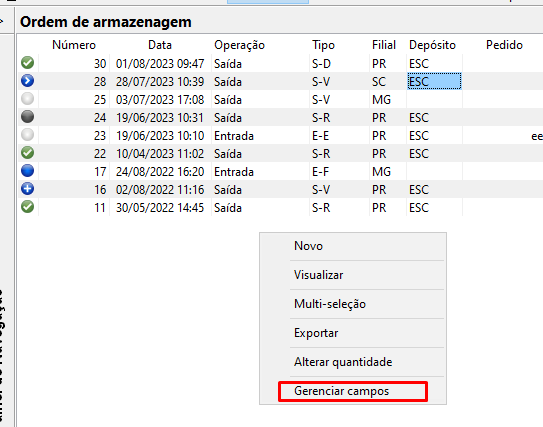 Ordem de armazenagem
Número Data Operação Tipo Filial Depósito Pedido
30 01/08/2023 09:47 Saída S-D PR ESC
28 28/07/2023 10:39 Saída S-V SC ESC
25 03/07/2023 17:08 Saída S-V MG
24 19/06/2023 10:31 Saída S-R PR ESC
23 19/06/2023 10:10 Entrada E-E PR ESC ee
22 10/04/2023 11:02 Saída S-R PR ESC
17 24/08/2022 16:20 Entrada E-F MG
16 02/08/2022 11:16 Saída S-V PR ESC
11 30/05/2022 14:45 Saída S-R PR ESC
Novo
Visualizar
Multi-seleção
Exportar
Alterar quantidade
Gerenciar campos